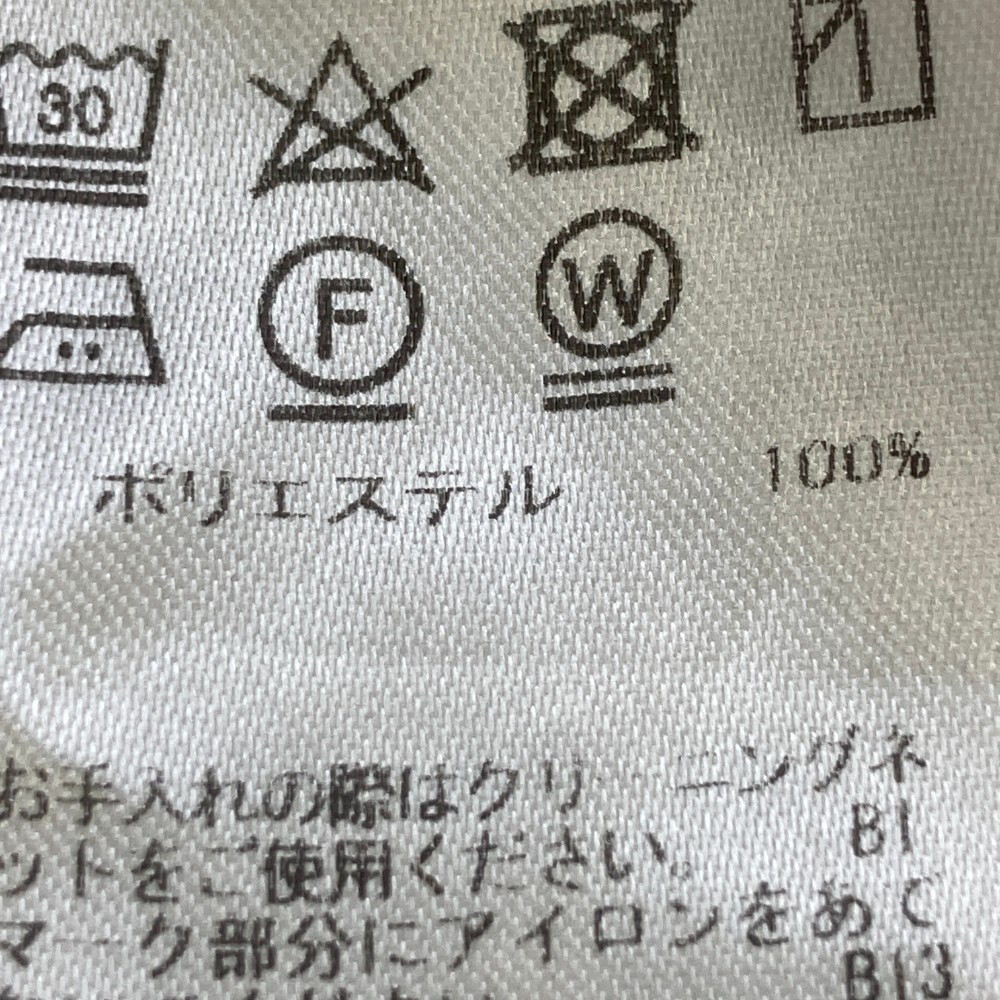 30
F W
ポリエステル 100%
お手入れの際はクリーニングネ
B1
ットをご使用ください。
マーク部分にアイロンをあ
B13